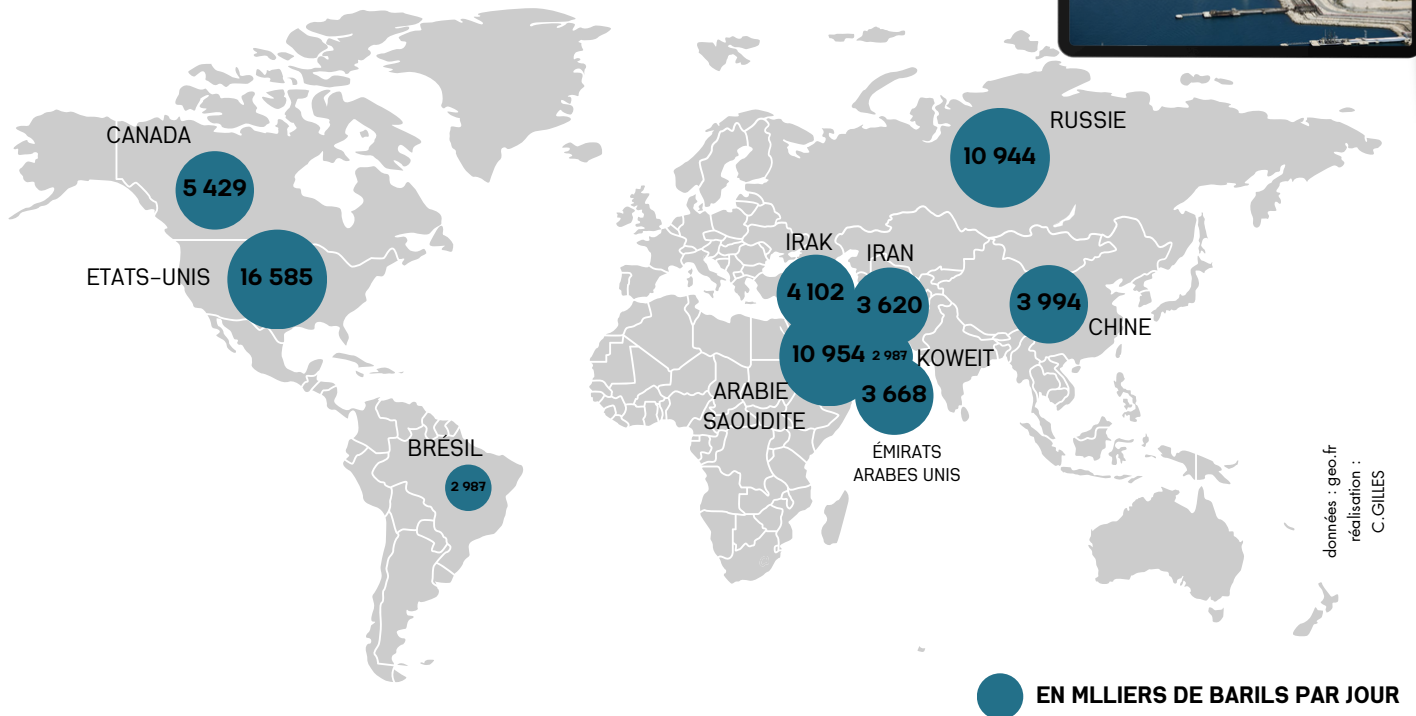 CANADA
5 429
ETATS-UNIS
16 585
BRÉSIL
2 987
RUSSIE
10 944
IRAK
4 102
IRAN
3 620
3 994
CHINE
10 954
2 987
KOWEIT
ARABIE
SAOUDITE
3 668
ÉMIRATS
ARABES UNIS
données : geo.fr
réalisation :
C.GILLES
EN MLLIERS DE BARILS PAR JOUR